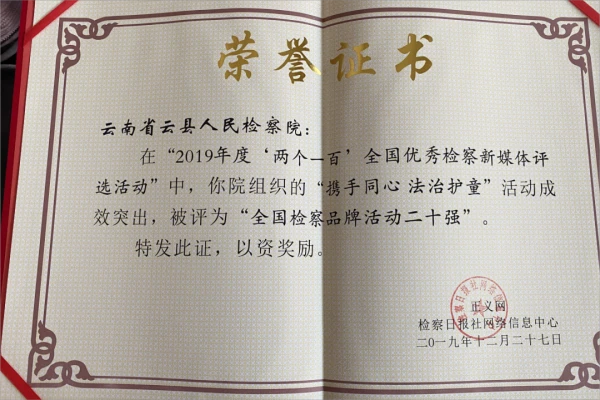 荣誉证书
云南省云县人民检察院：
在“2019年度‘两个一百’全国优秀检察新媒体评
选活动”中，你院组织的“携手同心 法治护童”活动成
效突出，被评为“全国检察品牌活动二十强”。
特发此证，以资奖励。
正义网
检察日报社网络信息中心
二〇一九年十二月二十七日